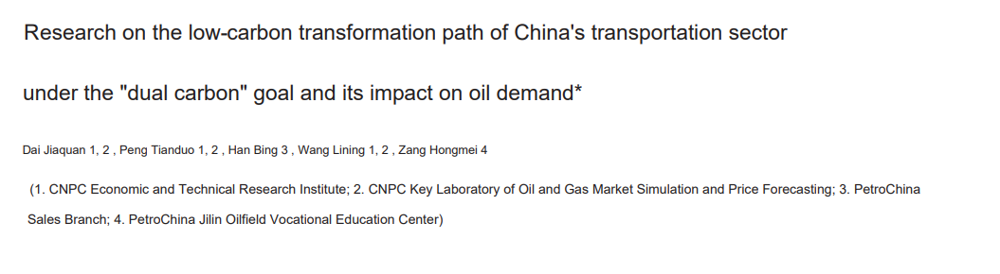 Research on the low-carbon transformation path of China's transportation sector
under the "dual carbon" goal and its impact on oil demand*
Dai Jiaquan 1, 2 , Peng Tianduo 1, 2 , Han Bing 3 , Wang Lining 1, 2 , Zang Hongmei 4
(1. CNPC Economic and Technical Research Institute; 2. CNPC Key Laboratory of Oil and Gas Market Simulation and Price Forecasting; 3. PetroChina
Sales Branch; 4. PetroChina Jilin Oilfield Vocational Education Center)